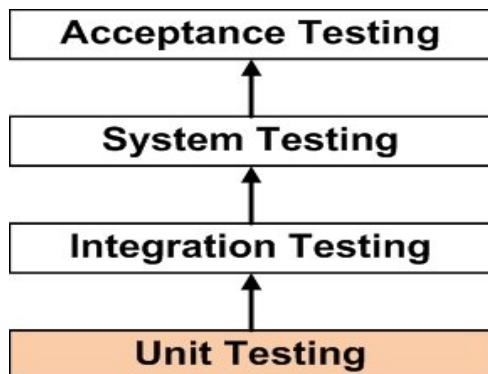 Acceptance Testing
System Testing
Integration Testing
Unit Testing